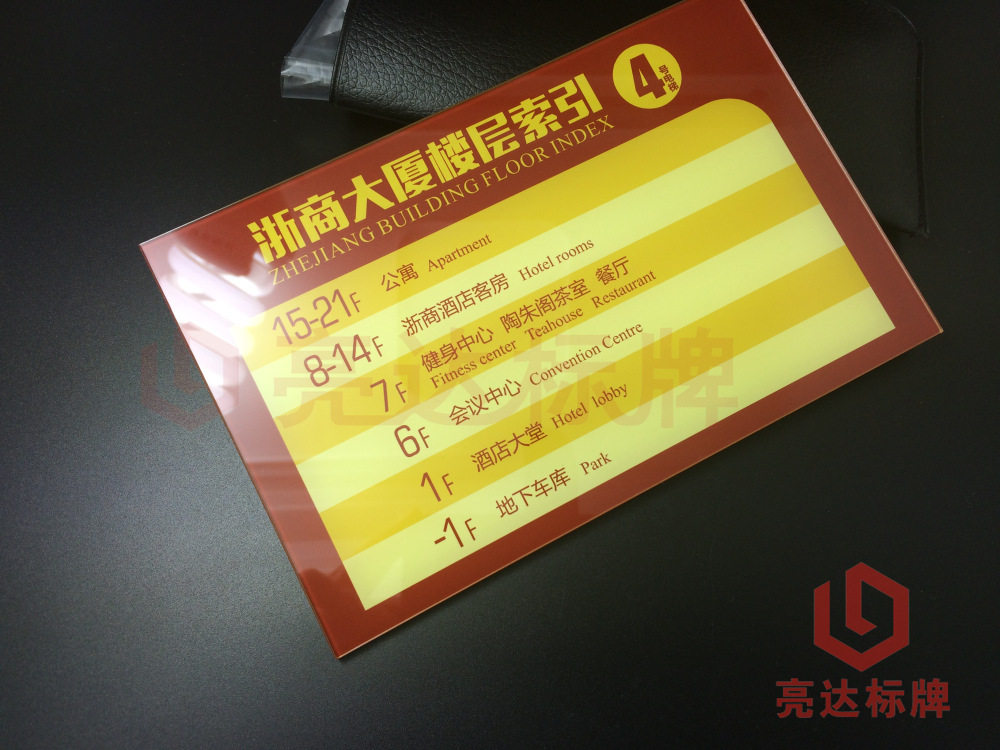 浙商大厦楼层索引
ZHEJIANG BUILDING FLOOR INDEX
4号电梯
15-21F 公寓 Apartment
8-14F 浙商酒店客房 Hotel rooms
7F 健身中心 陶朱阁茶室 餐厅
Fitness center Teahouse Restaurant
6F 会议中心 Convention Centre
1F 酒店大堂 Hotel lobby
-1F 地下车库 Park
亮达标牌
亮达标牌